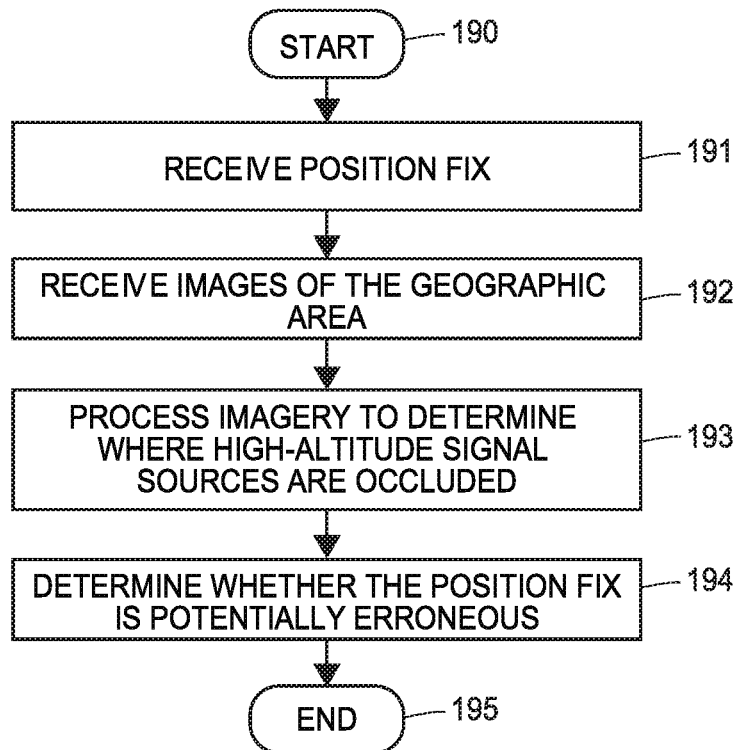 START
190
RECEIVE POSITION FIX
191
RECEIVE IMAGES OF THE GEOGRAPHIC
AREA
192
PROCESS IMAGERY TO DETERMINE
WHERE HIGH-ALTITUDE SIGNAL
SOURCES ARE OCCLUDED
193
DETERMINE WHETHER THE POSITION FIX
IS POTENTIALLY ERRONEOUS
194
END
195